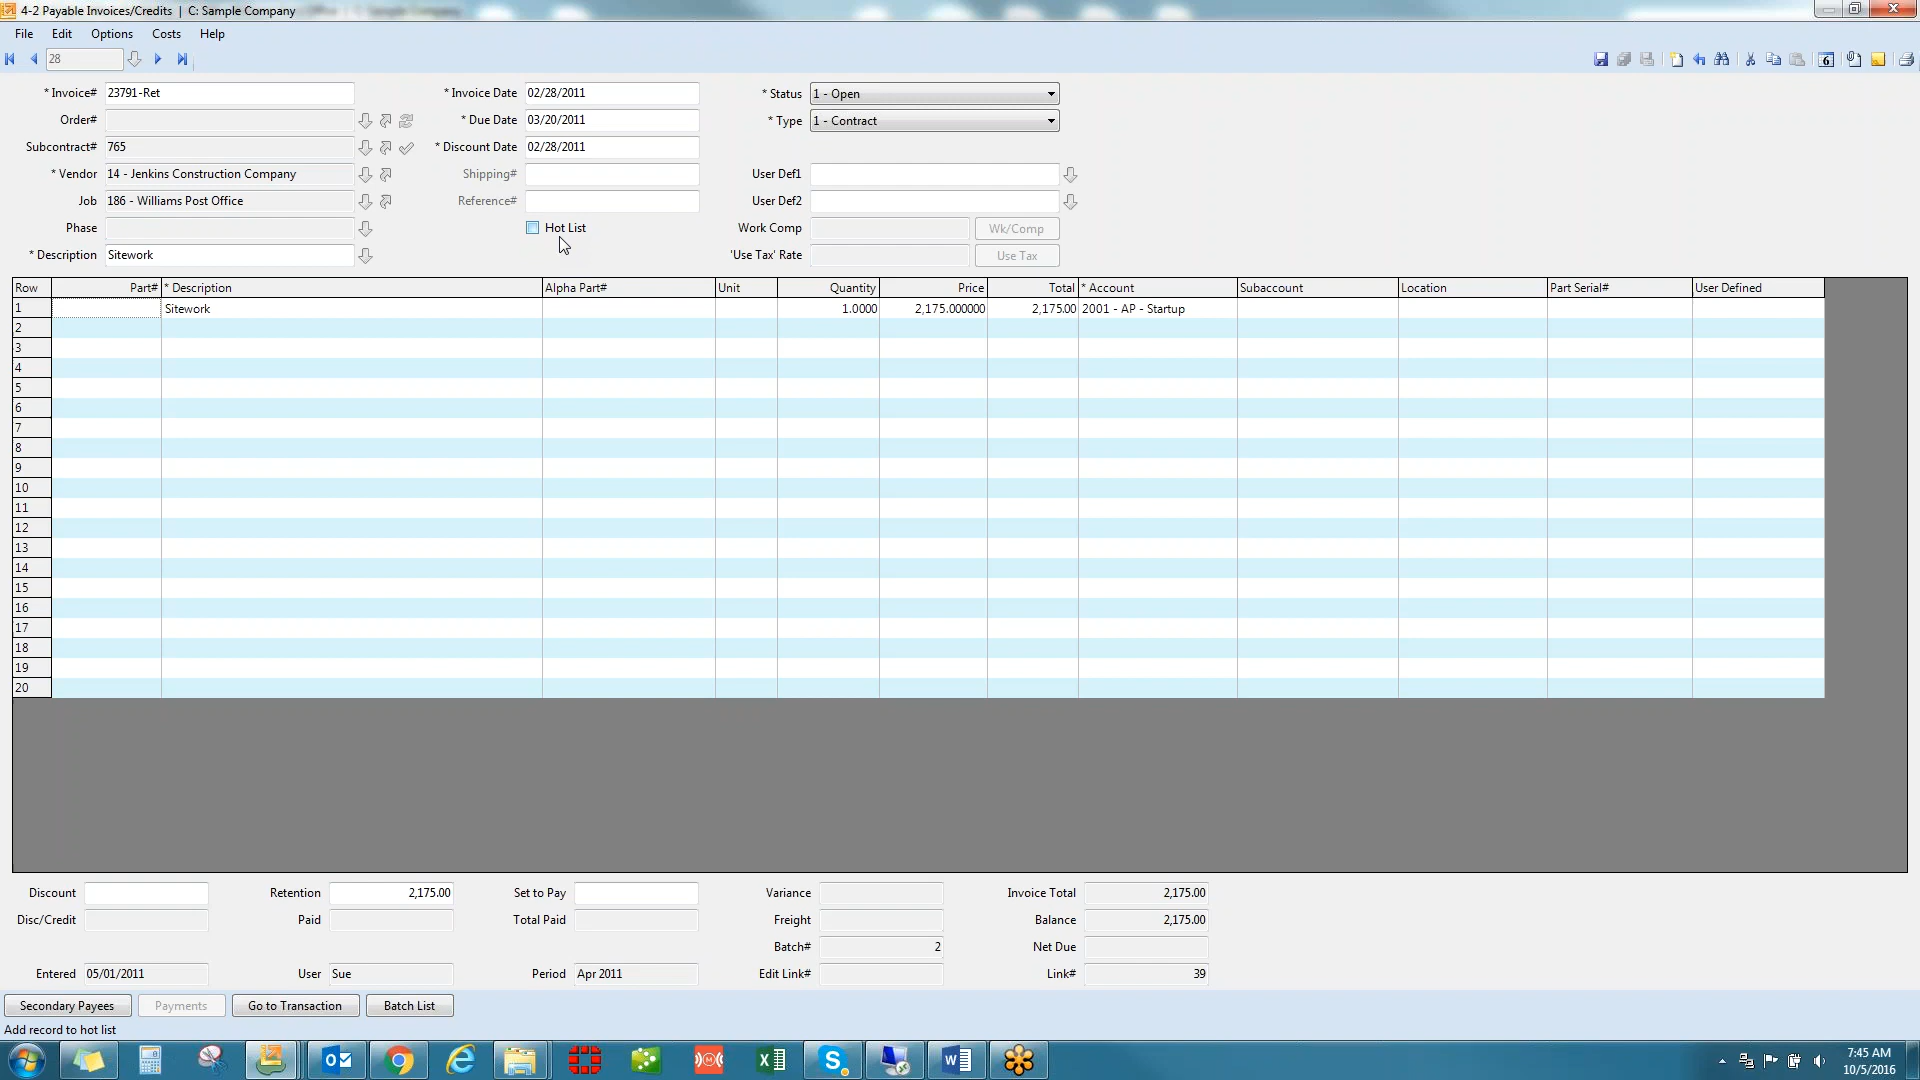 4-2 Payable Invoices/Credits | C: Sample Company
File Edit Options Costs Help
28
* Invoice# 23791-Ret * Invoice Date 02/28/2011 * Status 1 - Open
Order# * Due Date 03/20/2011 * Type 1 - Contract
Subcontract# 765 * Discount Date 02/28/2011
* Vendor 14 - Jenkins Construction Company Shipping# User Def1
Job 186 - Williams Post Office Reference# User Def2
Phase Hot List Work Comp Wk/Comp
* Description Sitework 'Use Tax' Rate Use Tax
Row Part# * Description Alpha Part# Unit Quantity Price Total * Account Subaccount Location Part Serial# User Defined
1 Sitework 1.0000 2,175.000000 2,175.00 2001 - AP - Startup
2
3
4
5
6
7
8
9
10
11
12
13
14
15
16
17
18
19
20
Discount Retention 2,175.00 Set to Pay Variance Invoice Total 2,175.00
Disc/Credit Paid Total Paid Freight Balance 2,175.00
Batch# 2 Net Due
Entered 05/01/2011 User Sue Period Apr 2011 Edit Link# Link# 39
Secondary Payees Payments Go to Transaction Batch List
Add record to hot list
7:45 AM
10/5/2016